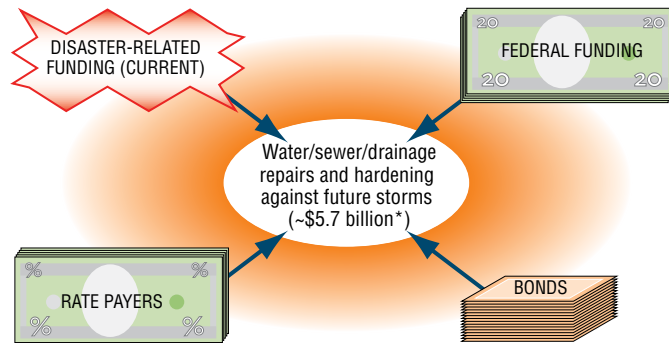 DISASTER-RELATED
FUNDING (CURRENT)
20 20
FEDERAL FUNDING
20 20
Water/sewer/drainage
repairs and hardening
against future storms
(~$5.7 billion*)
% %
RATE PAYERS
% %
BONDS